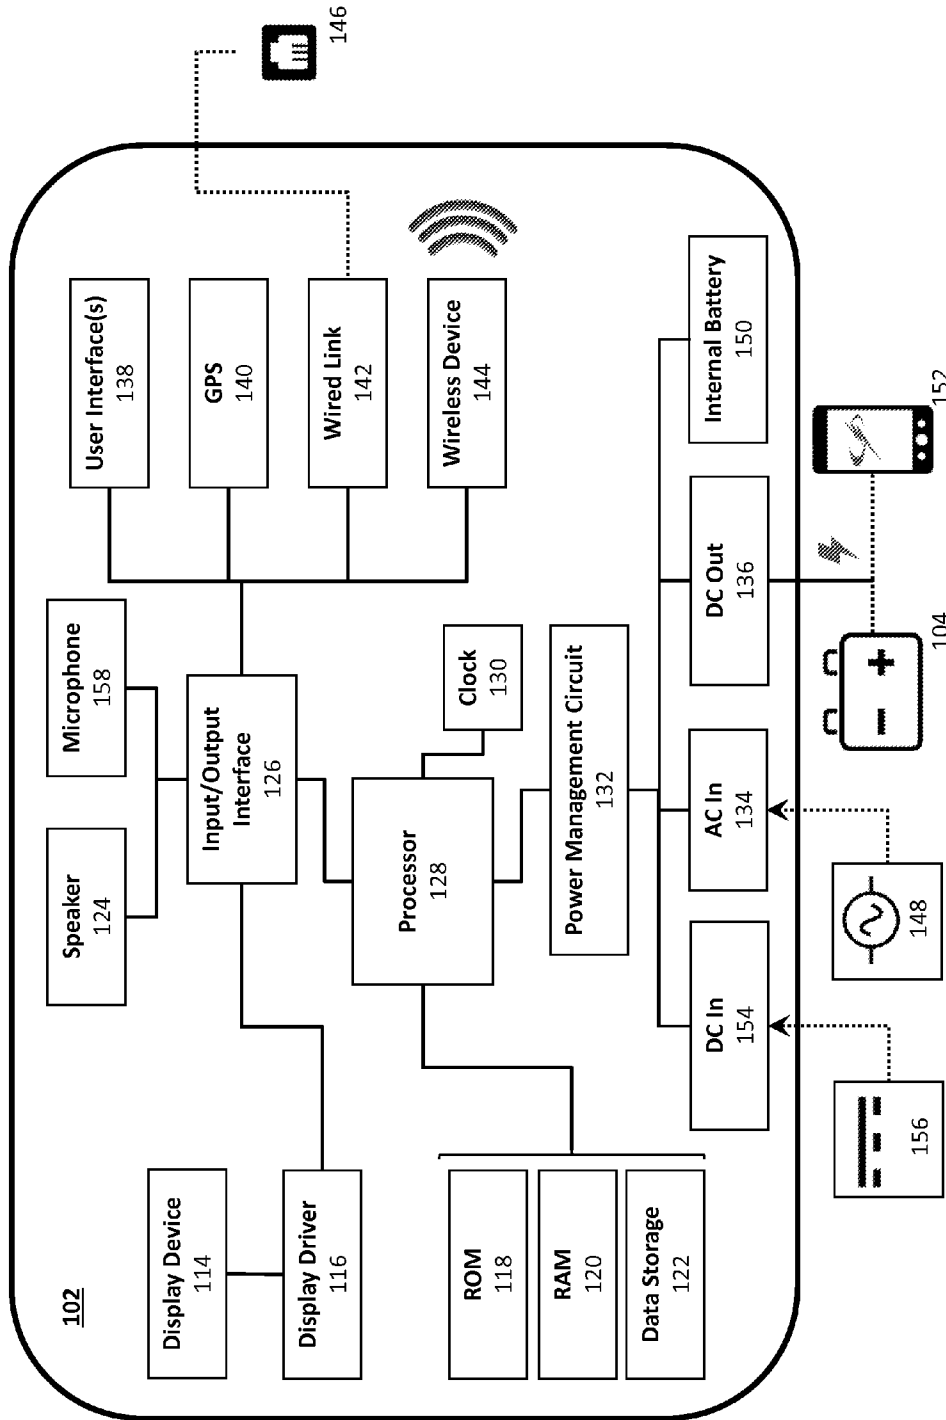 102
Display Device
114
Display Driver
116
ROM
118
RAM
120
Data Storage
122
Speaker
124
Microphone
158
Input/Output
Interface
126
Processor
128
Clock
130
Power Management Circuit
132
User Interface(s)
138
GPS
140
Wired Link
142
Wireless Device
144
146
DC In
154
AC In
134
DC Out
136
Internal Battery
150
156
148
104
152